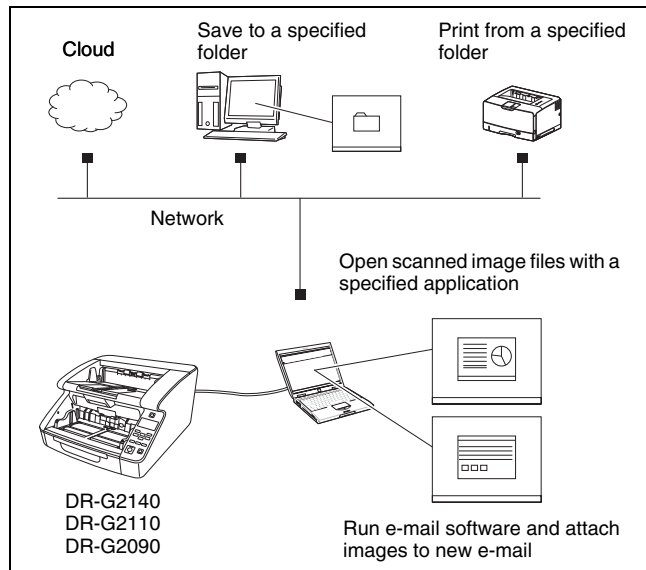 Cloud
Save to a specified
folder
Print from a specified
folder
Network
Open scanned image files with a
specified application
DR-G2140
DR-G2110
DR-G2090
Run e-mail software and attach
images to new e-mail